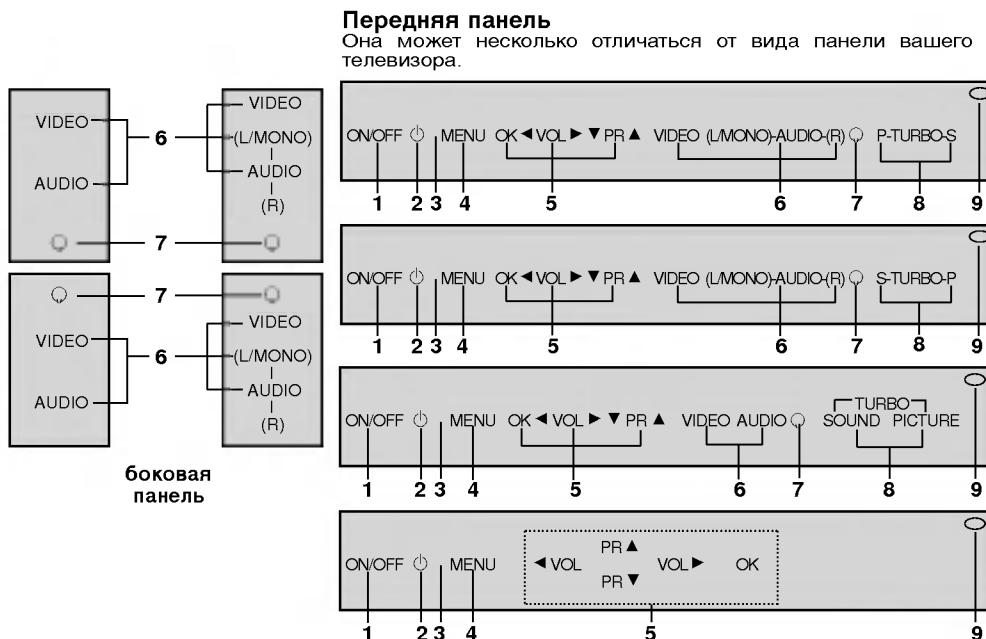 Передняя панель
Она может несколько отличаться от вида панели вашего
телевизора.
VIDEO
AUDIO
6
7
VIDEO
(L/MONO)
AUDIO
(R)
7
6
VIDEO
AUDIO
VIDEO
(L/MONO)
AUDIO
(R)
боковая
панель
ON/OFF ⏻ MENU OK ◄ VOL ► ▼ PR ▲ VIDEO (L/MONO)-AUDIO-(R) P-TURBO-S
1 2 3 4 5 6 7 8 9
ON/OFF ⏻ MENU OK ◄ VOL ► ▼ PR ▲ VIDEO (L/MONO)-AUDIO-(R) S-TURBO-P
1 2 3 4 5 6 7 8 9
TURBO
ON/OFF ⏻ MENU OK ◄ VOL ► ▼ PR ▲ VIDEO AUDIO SOUND PICTURE
1 2 3 4 5 6 7 8 9
PR ▲
ON/OFF ⏻ MENU ◄ VOL VOL ► OK
PR ▼
1 2 3 4 5 9